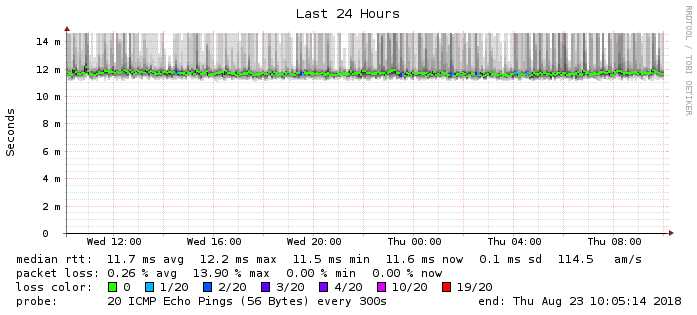 Last 24 Hours
RRDTOOL / TOBI OETIKER
Seconds
14 m
12 m
10 m
8 m
6 m
4 m
2 m
0
Wed 12:00 Wed 16:00 Wed 20:00 Thu 00:00 Thu 04:00 Thu 08:00
median rtt: 11.7 ms avg 12.2 ms max 11.5 ms min 11.6 ms now 0.1 ms sd 114.5 am/s
packet loss: 0.26 % avg 13.90 % max 0.00 % min 0.00 % now
loss color: 0 1/20 2/20 3/20 4/20 10/20 19/20
probe: 20 ICMP Echo Pings (56 Bytes) every 300s end: Thu Aug 23 10:05:14 2018